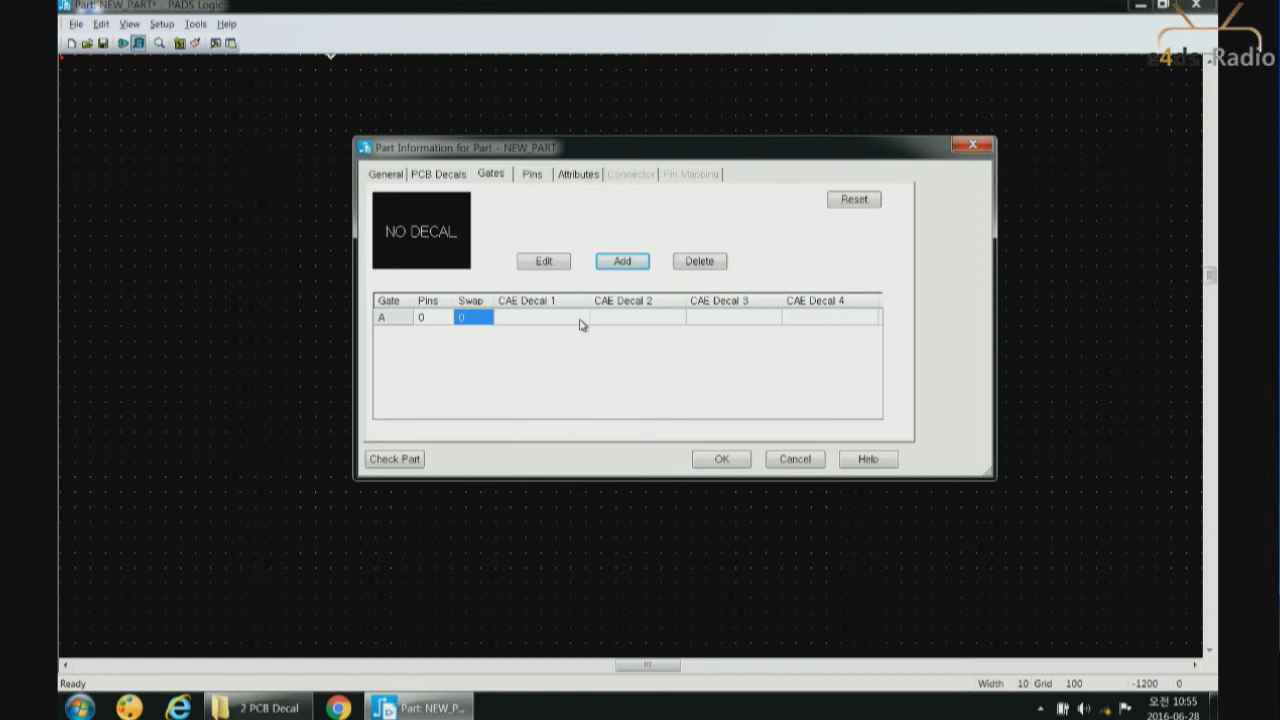 Part: NEW_PART* - PADS Logic
File Edit View Setup Tools Help
e4ds Radio
Part Information for Part - NEW_PART
General PCB Decals Gates Pins Attributes Connector Pin Mapping
Reset
NO DECAL
Edit Add Delete
Gate Pins Swap CAE Decal 1 CAE Decal 2 CAE Decal 3 CAE Decal 4
A 0 0
Check Part OK Cancel Help
Ready Width 10 Grid 100 -1200 0
2 PCB Decal Part: NEW_P... 오전 10:55
2016-06-28